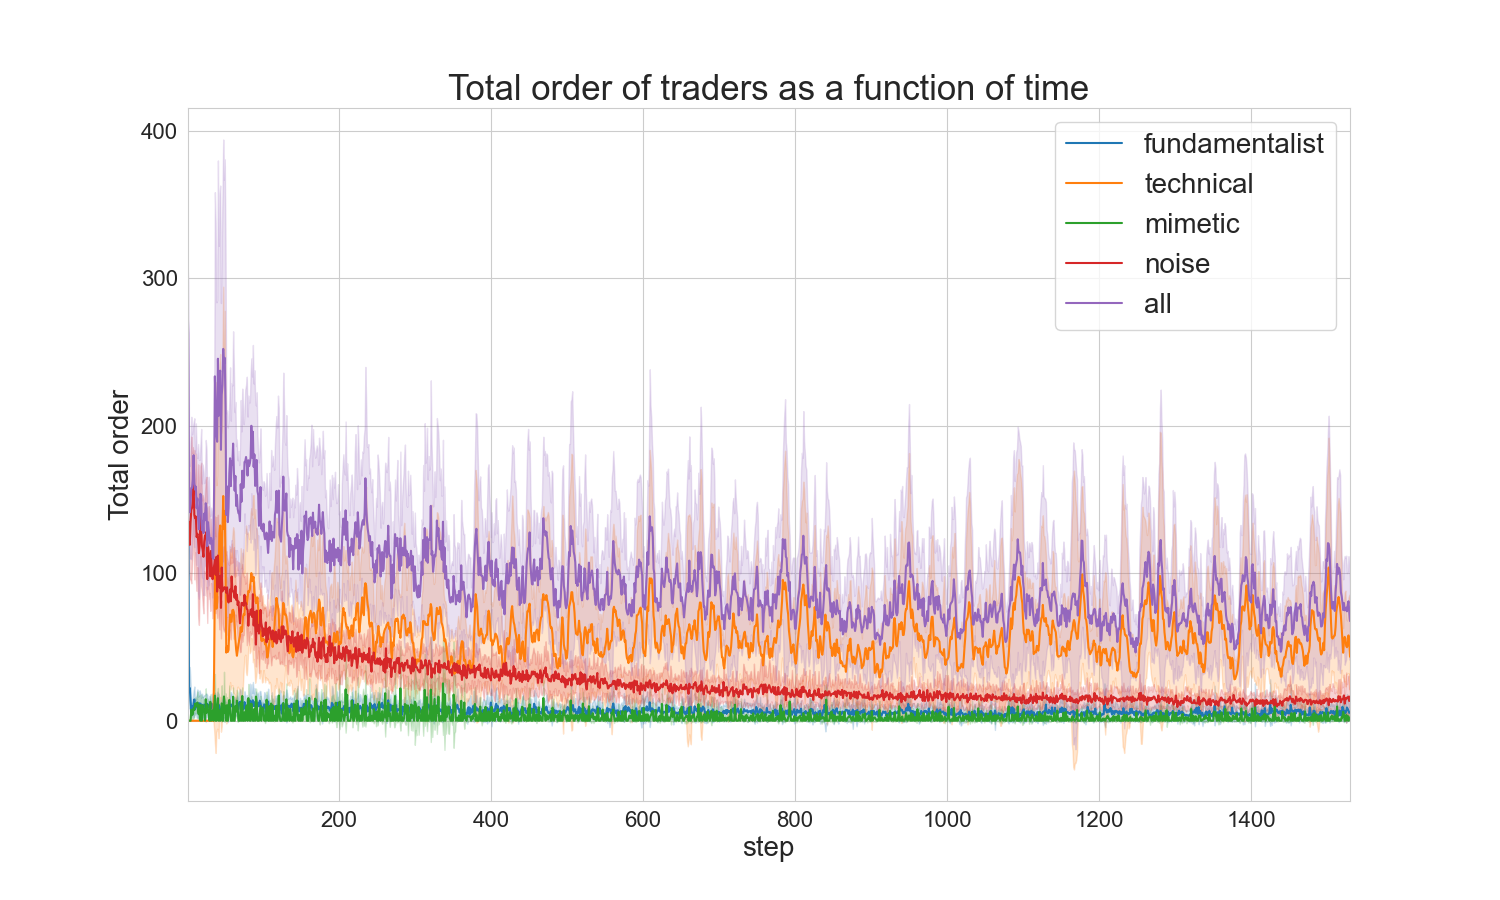 Total order of traders as a function of time
Total order
400
300
200
100
0
fundamentalist
technical
mimetic
noise
all
200
400
600
800
1000
1200
1400
step